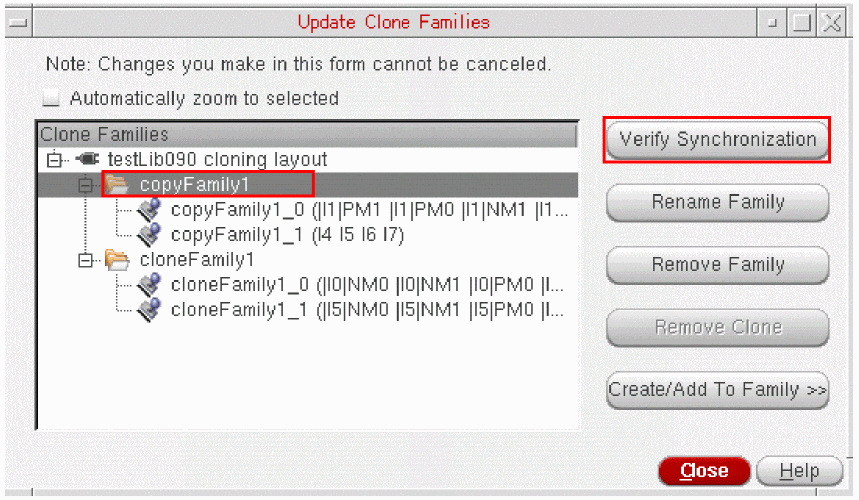 Update Clone Families
Note: Changes you make in this form cannot be canceled.
Automatically zoom to selected
Clone Families
testLib090 cloning layout
copyFamily1
copyFamily1_0 (|I1|PM1 |I1|PM0 |I1|NM1 |I1...
copyFamily1_1 (I4 I5 I6 I7)
cloneFamily1
cloneFamily1_0 (|I0|NM0 |I0|NM1 |I0|PM0 |I...
cloneFamily1_1 (|I5|NM0 |I5|NM1 |I5|PM0 |I...
Verify Synchronization
Rename Family
Remove Family
Remove Clone
Create/Add To Family >>
Close
Help